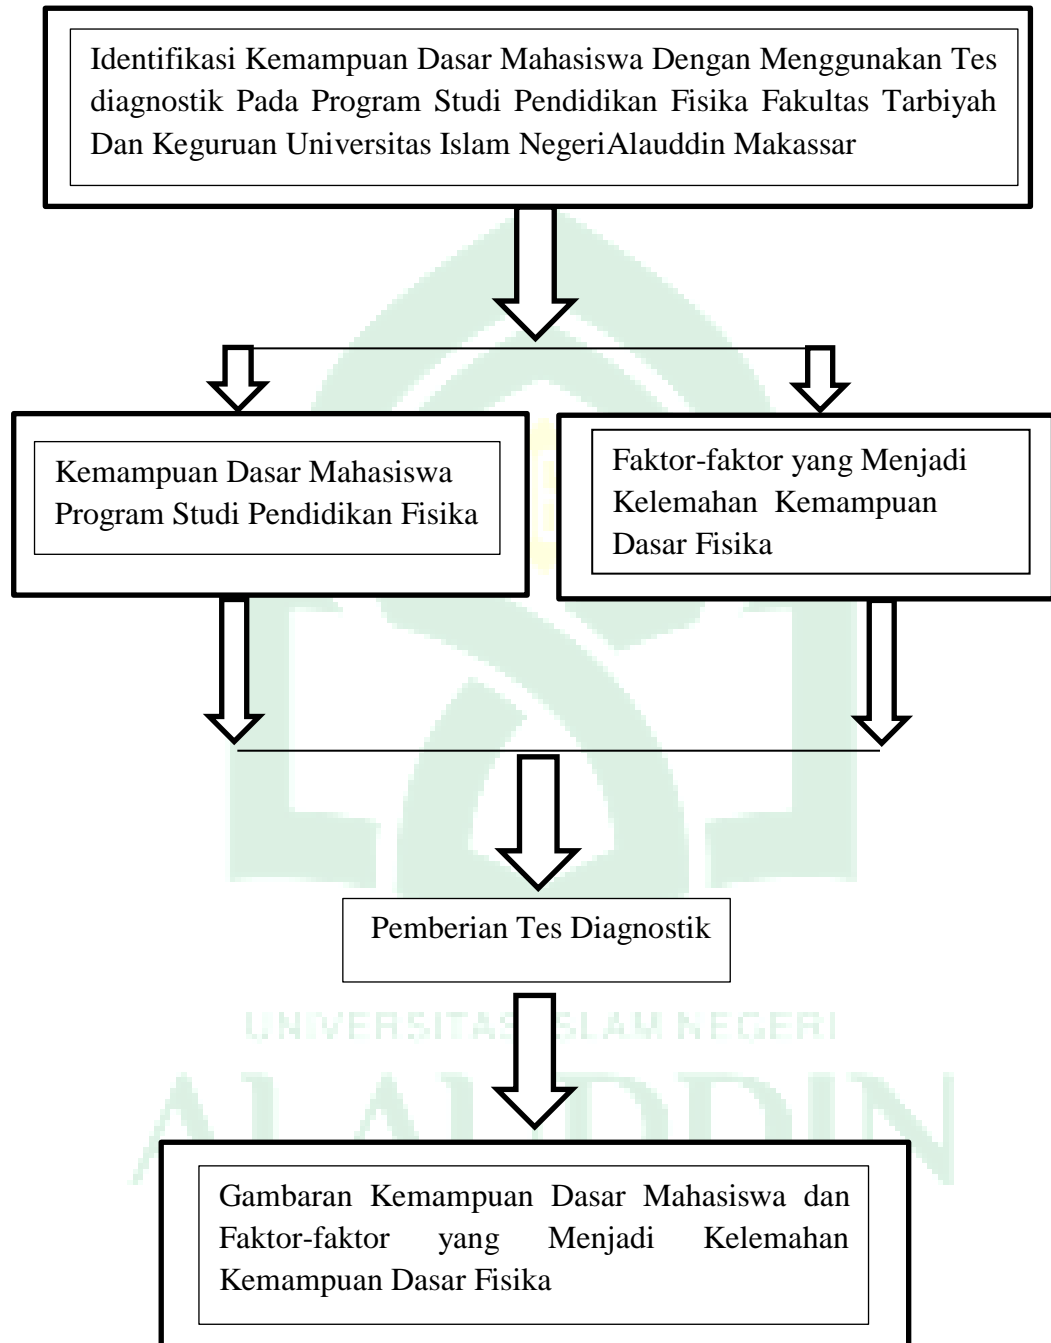 Identifikasi Kemampuan Dasar Mahasiswa Dengan Menggunakan Tes
diagnostik Pada Program Studi Pendidikan Fisika Fakultas Tarbiyah
Dan Keguruan Universitas Islam NegeriAlauddin Makassar
Kemampuan Dasar Mahasiswa
Program Studi Pendidikan Fisika
Faktor-faktor yang Menjadi
Kelemahan Kemampuan
Dasar Fisika
Pemberian Tes Diagnostik
UNIVERSITAS ISLAM NEGERI
ALAUDDIN
Gambaran Kemampuan Dasar Mahasiswa dan
Faktor-faktor yang Menjadi Kelemahan
Kemampuan Dasar Fisika